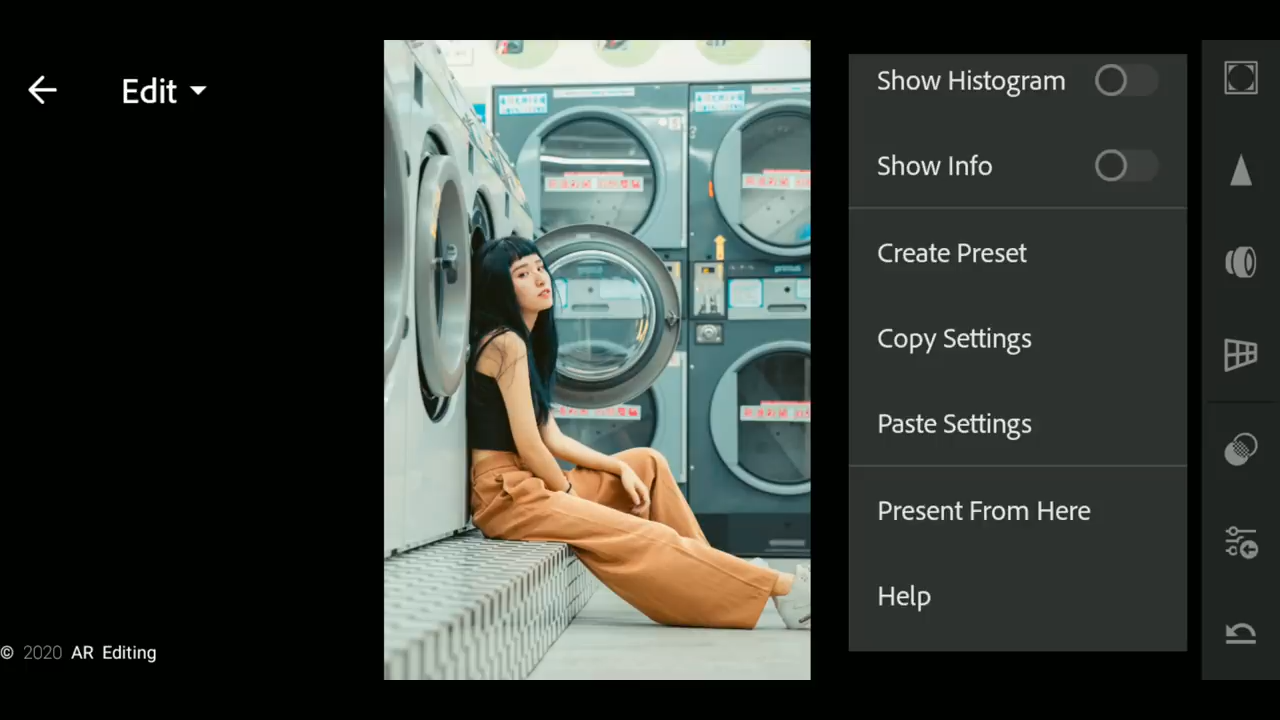 Edit
Show Histogram
Show Info
Create Preset
Copy Settings
Paste Settings
Present From Here
Help
© 2020 AR Editing